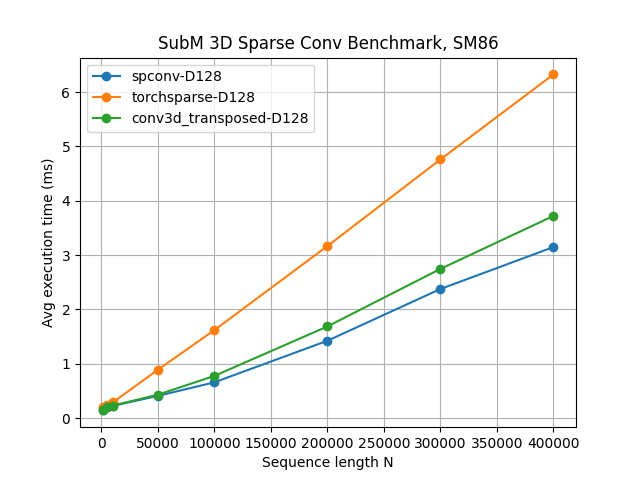 SubM 3D Sparse Conv Benchmark, SM86
spconv-D128
torchsparse-D128
conv3d_transposed-D128
Avg execution time (ms)
6
5
4
3
2
1
0
0 50000 100000 150000 200000 250000 300000 350000 400000
Sequence length N